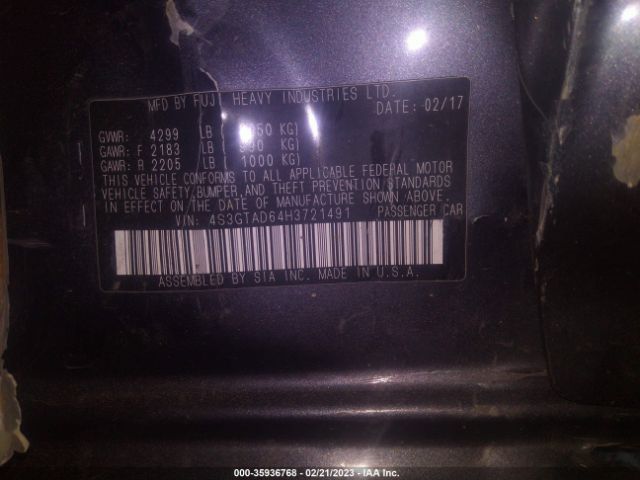 MFD BY FUJI HEAVY INDUSTRIES LTD.
DATE: 02/17
GVWR: 4299 LB ( 1950 KG)
GAWR: F 2183 LB ( 990 KG)
GAWR: R 2205 LB ( 1000 KG)
THIS VEHICLE CONFORMS TO ALL APPLICABLE FEDERAL MOTOR
VEHICLE SAFETY, BUMPER, AND THEFT PREVENTION STANDARDS
IN EFFECT ON THE DATE OF MANUFACTURE SHOWN ABOVE.
VIN: 4S3GTAD64H3721491 PASSENGER CAR
ASSEMBLED BY SIA INC. MADE IN U.S.A.
000-35936768 - 02/21/2023 - IAA Inc.